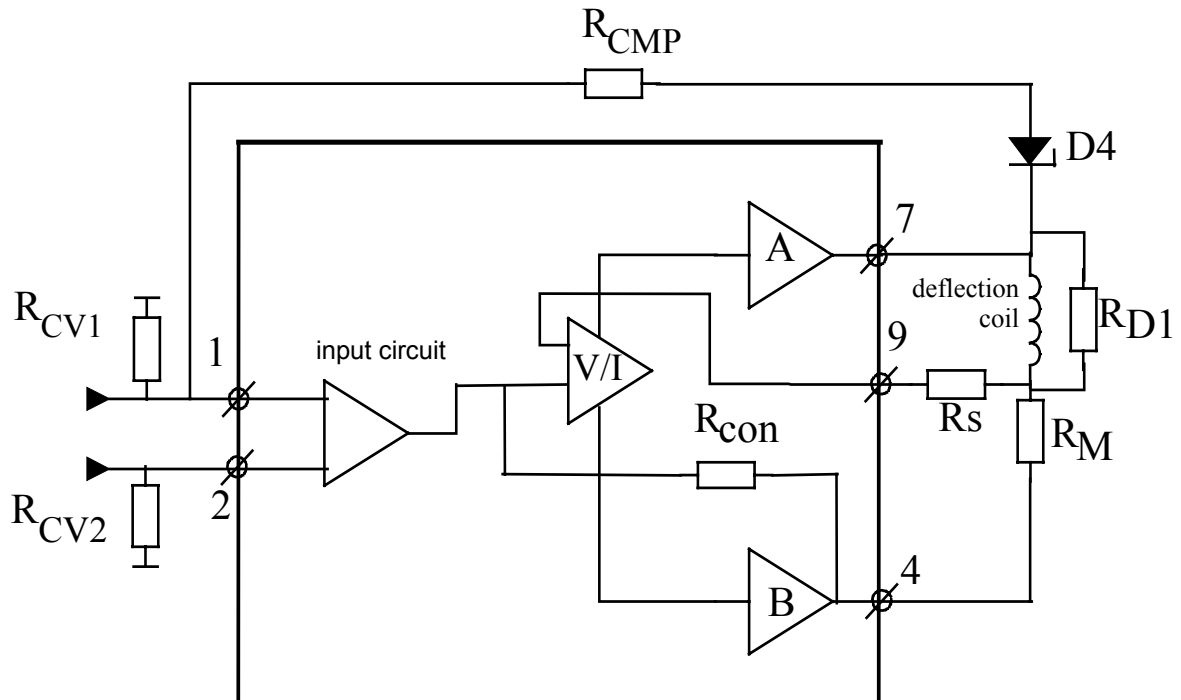 RCMP
D4
7
A
deflection
coil
RD1
RCV1
1
input circuit
9
V/I
Rs
RM
Rcon
2
RCV2
4
B